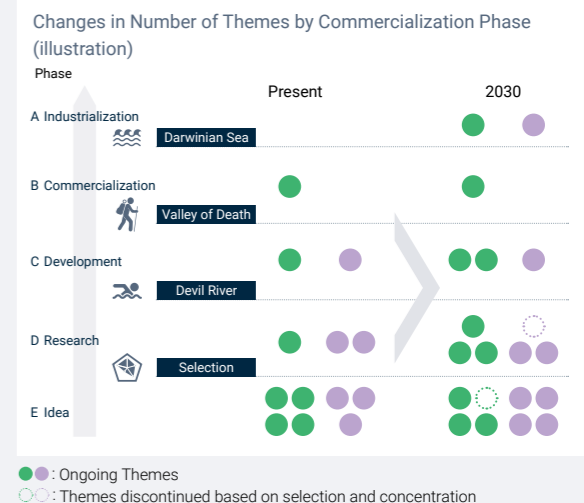 Changes in Number of Themes by Commercialization Phase
(illustration)
Phase
Present 2030
A Industrialization
Darwinian Sea
B Commercialization
Valley of Death
C Development
Devil River
D Research
Selection
E Idea
: Ongoing Themes
: Themes discontinued based on selection and concentration